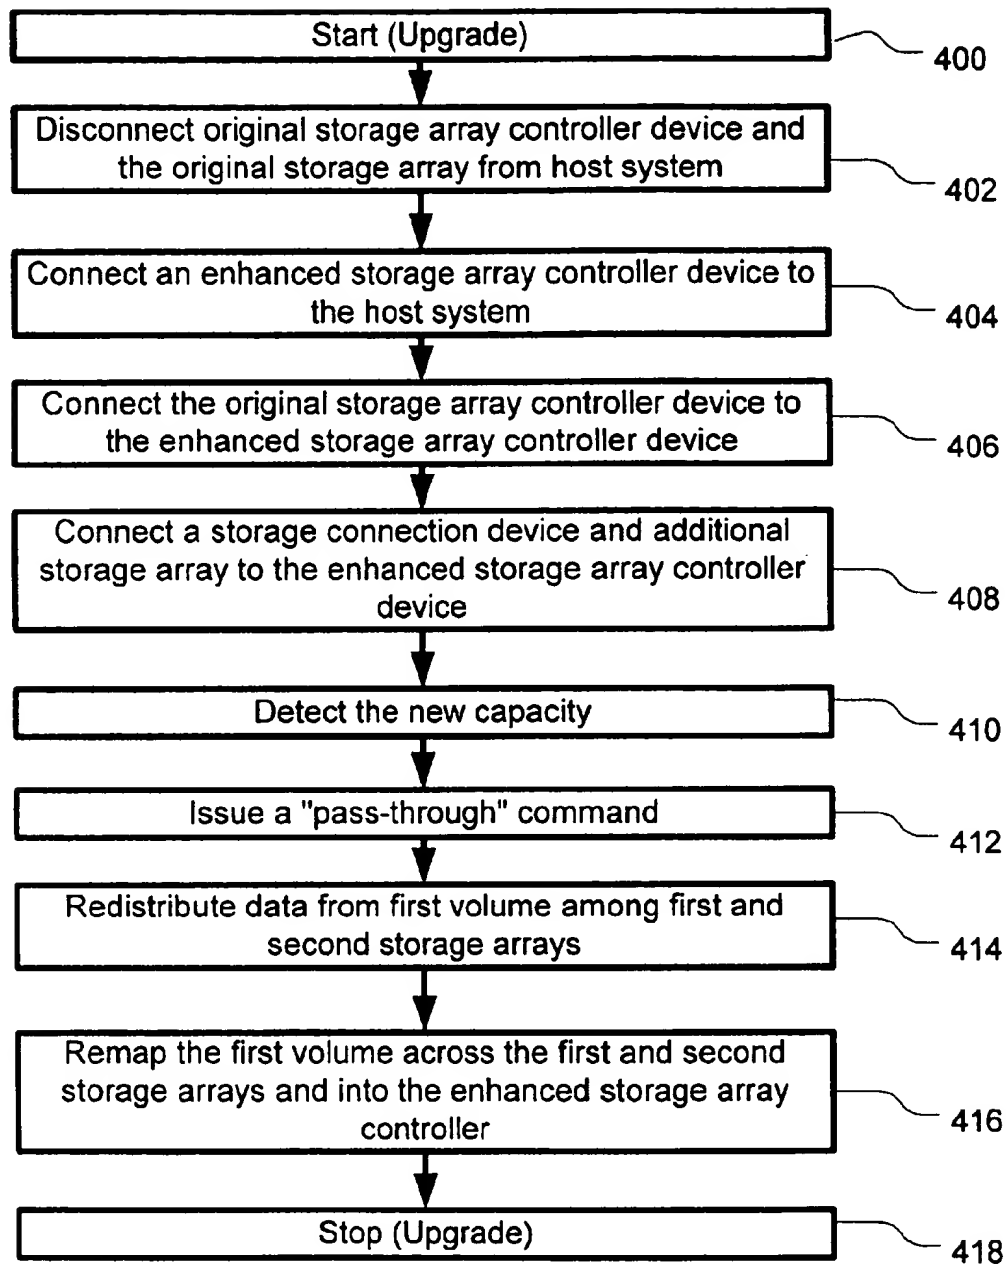 Start (Upgrade)
400
Disconnect original storage array controller device and
the original storage array from host system
402
Connect an enhanced storage array controller device to
the host system
404
Connect the original storage array controller device to
the enhanced storage array controller device
406
Connect a storage connection device and additional
storage array to the enhanced storage array controller
device
408
Detect the new capacity
410
Issue a "pass-through" command
412
Redistribute data from first volume among first and
second storage arrays
414
Remap the first volume across the first and second
storage arrays and into the enhanced storage array
controller
416
Stop (Upgrade)
418